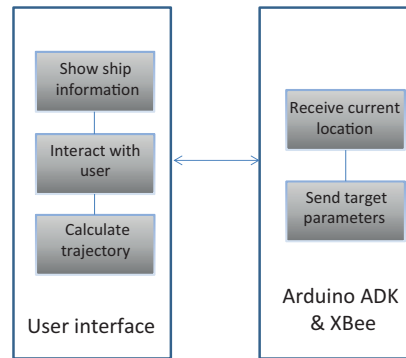 Show ship
information
Interact with
user
Calculate
trajectory
User interface
Receive current
location
Send target
parameters
Arduino ADK
& XBee